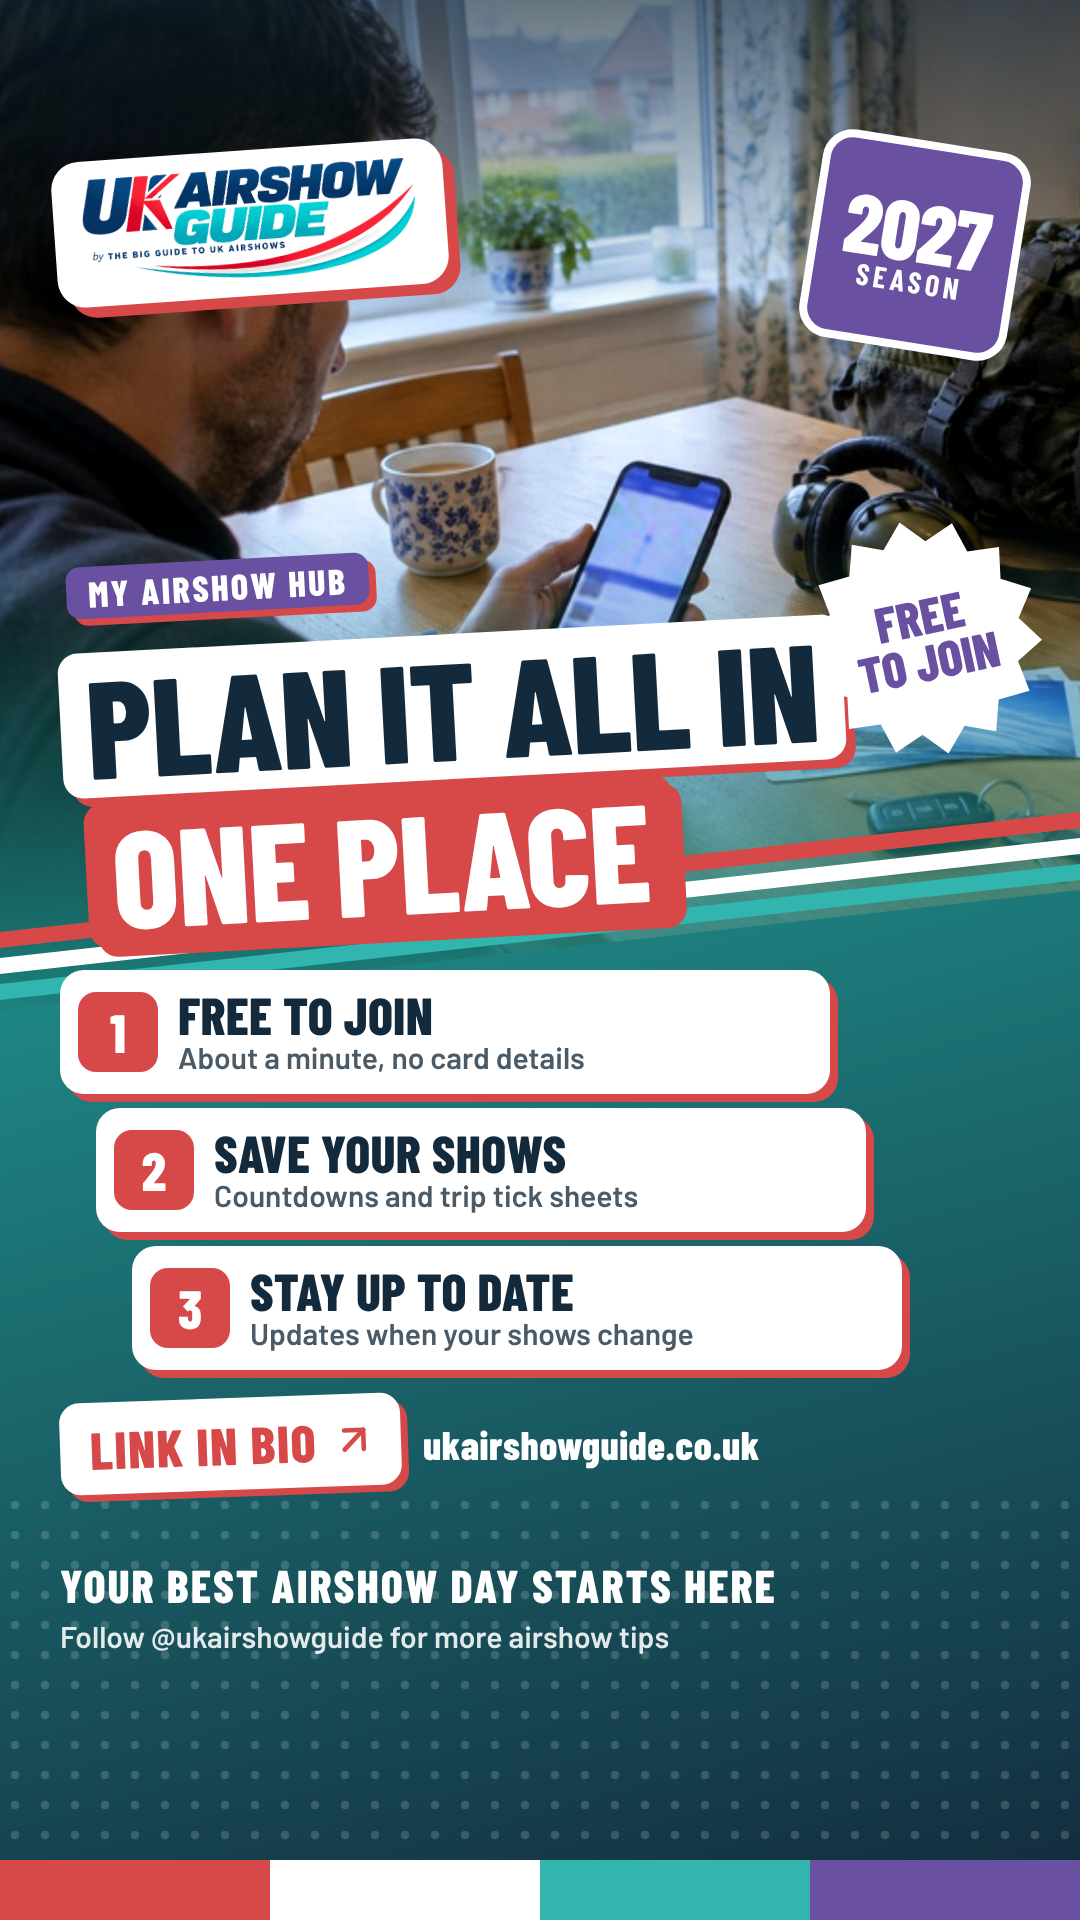 UK AIRSHOW
GUIDE
by THE BIG GUIDE TO UK AIRSHOWS
2027
SEASON
MY AIRSHOW HUB
FREE
TO JOIN
PLAN IT ALL IN
ONE PLACE
1
FREE TO JOIN
About a minute, no card details
2
SAVE YOUR SHOWS
Countdowns and trip tick sheets
3
STAY UP TO DATE
Updates when your shows change
LINK IN BIO
ukairshowguide.co.uk
YOUR BEST AIRSHOW DAY STARTS HERE
Follow @ukairshowguide for more airshow tips